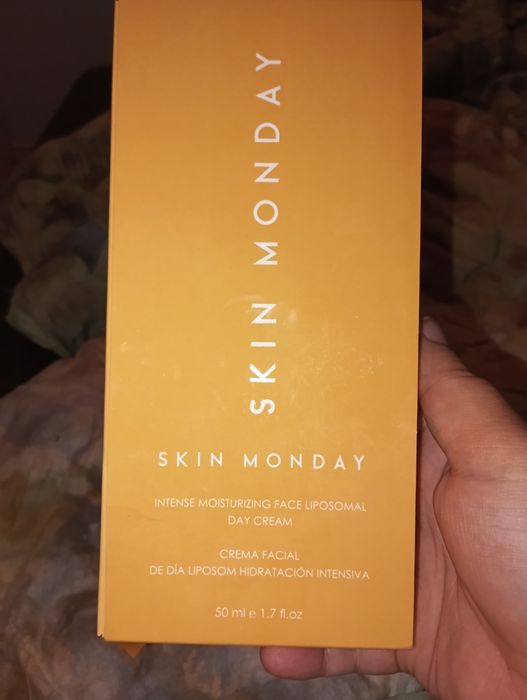 SKIN MONDAY
SKIN MONDAY
INTENSE MOISTURIZING FACE LIPOSOMAL
DAY CREAM
CREMA FACIAL
DE DÍA LIPOSOM HIDRATACIÓN INTENSIVA
50 ml e 1.7 fl.oz